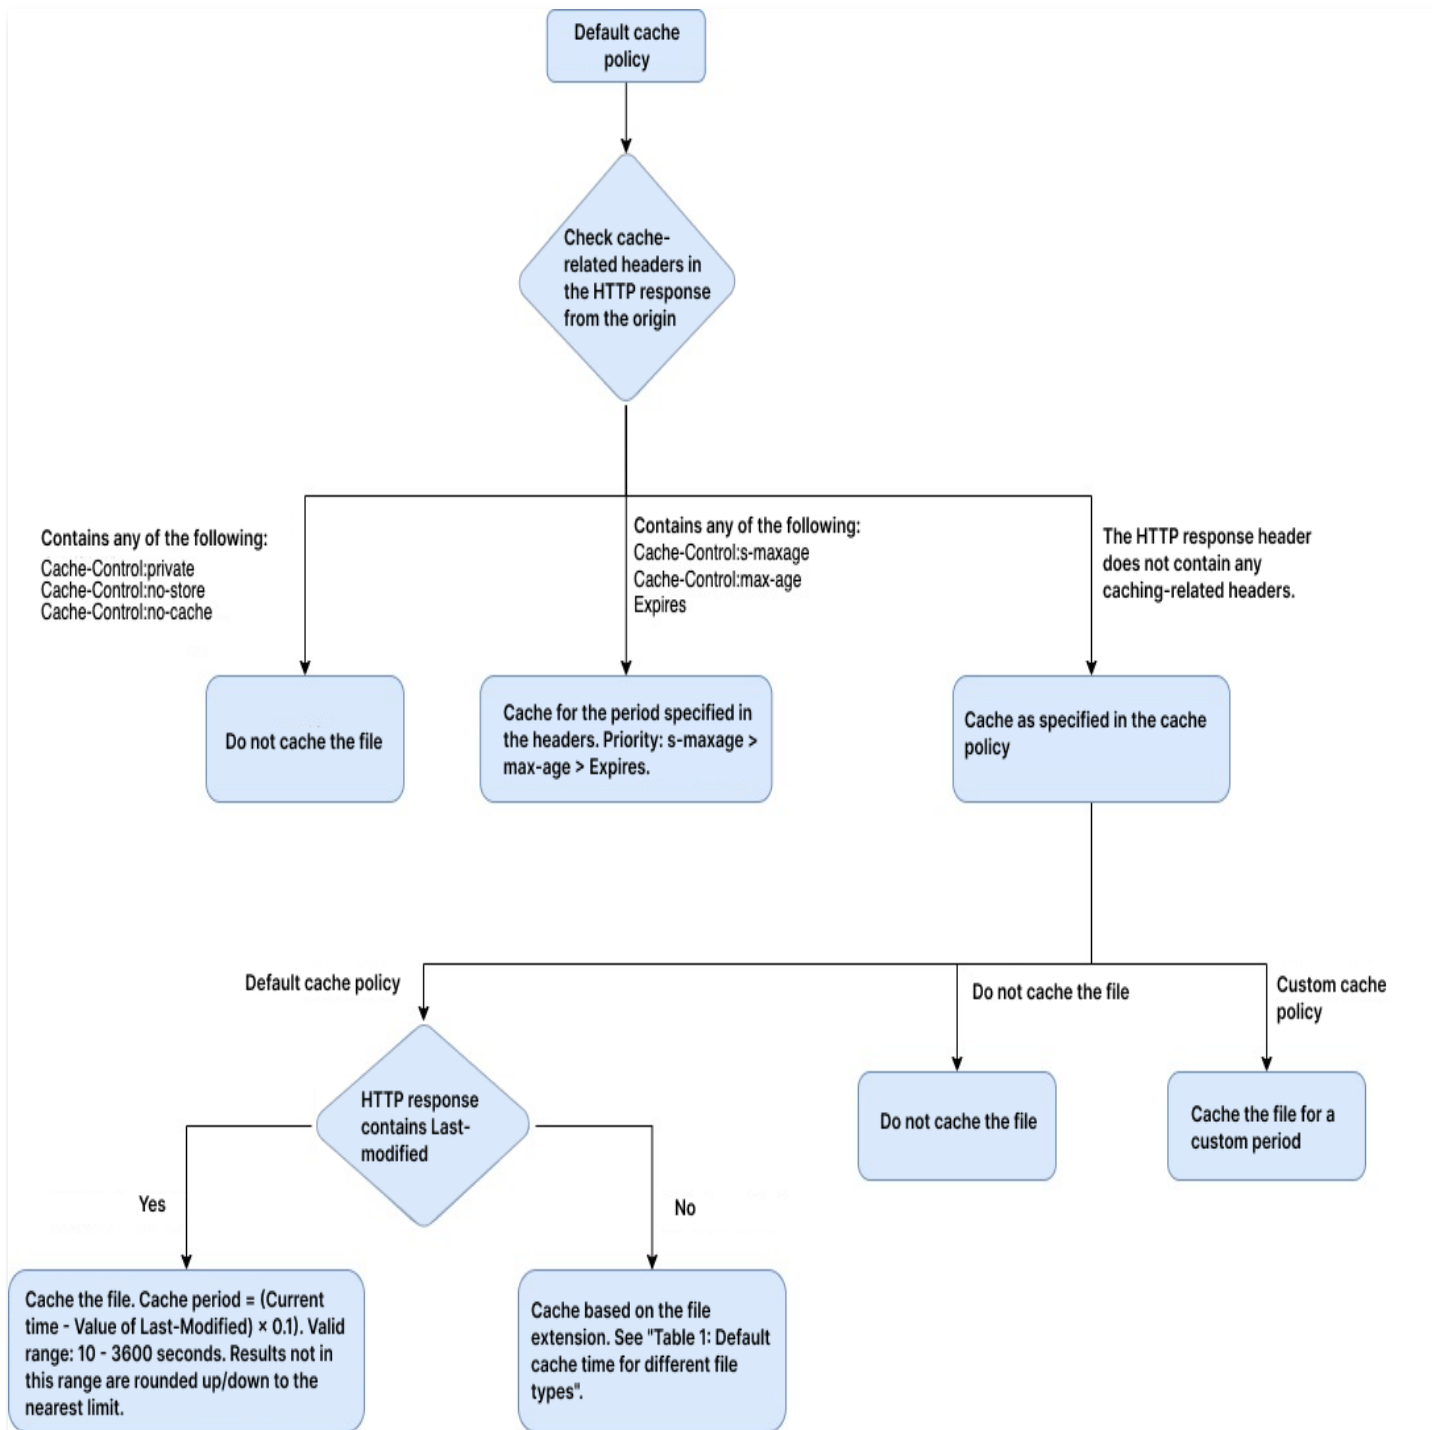 Default cache
policy
Check cache-
related headers in
the HTTP response
from the origin
Contains any of the following:
Cache-Control:private
Cache-Control:no-store
Cache-Control:no-cache
Contains any of the following:
Cache-Control:s-maxage
Cache-Control:max-age
Expires
The HTTP response header
does not contain any
caching-related headers.
Do not cache the file
Cache for the period specified in
the headers. Priority: s-maxage >
max-age > Expires.
Cache as specified in the cache
policy
Default cache policy
Do not cache the file
Custom cache
policy
HTTP response
contains Last-
modified
Do not cache the file
Cache the file for a
custom period
Yes
No
Cache the file. Cache period = (Current
time - Value of Last-Modified) × 0.1). Valid
range: 10 - 3600 seconds. Results not in
this range are rounded up/down to the
nearest limit.
Cache based on the file
extension. See "Table 1: Default
cache time for different file
types".